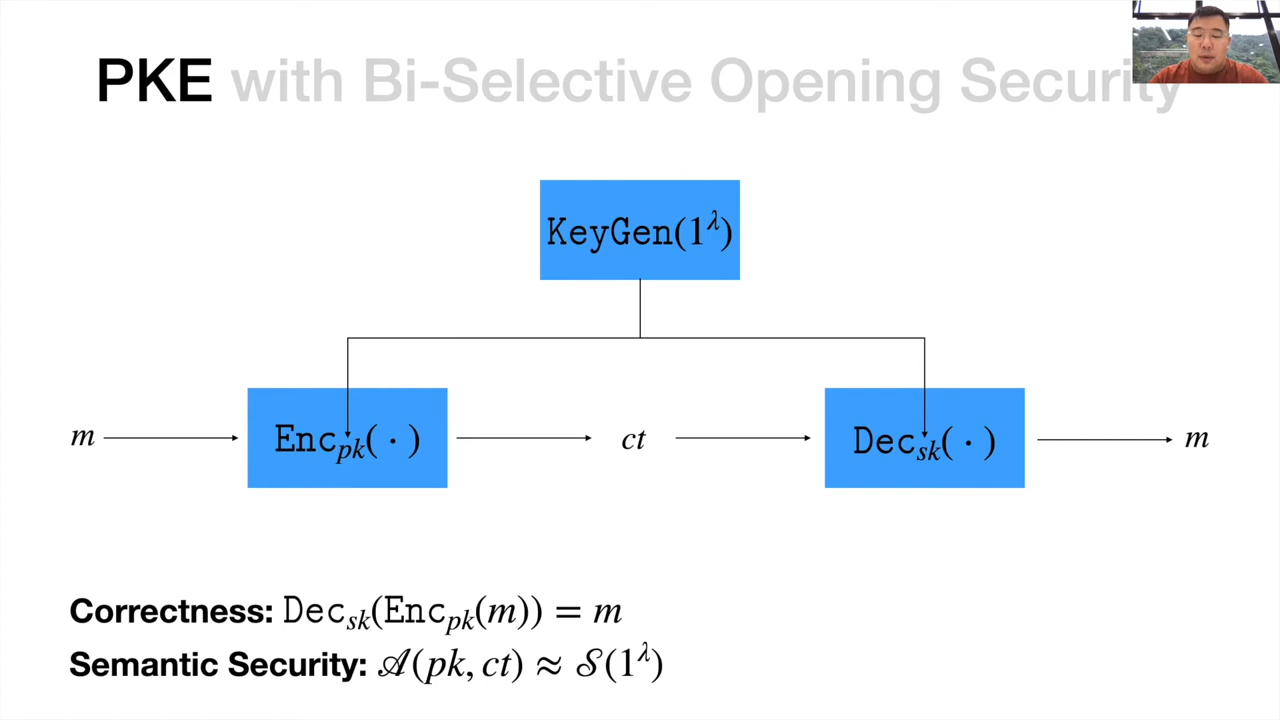 PKE with Bi-Selective Opening Security
KeyGen(1^λ)
m
Enc_pk(·)
ct
Dec_sk(·)
m
Correctness: Dec_sk(Enc_pk(m)) = m
Semantic Security: 𝒜(pk, ct) ≈ 𝒮(1^λ)